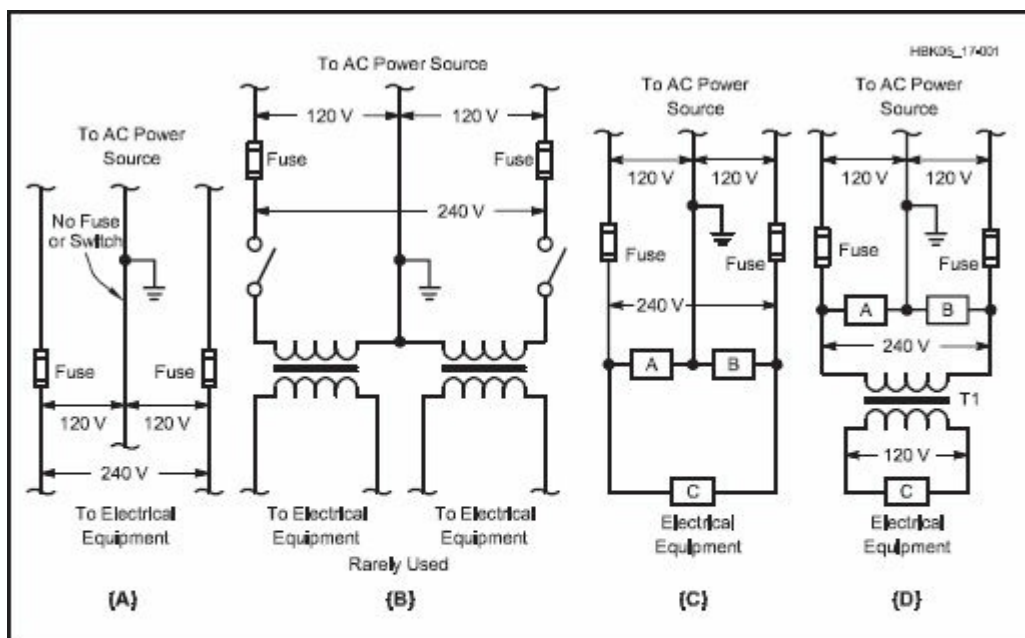 HBK05_17-001
To AC Power
Source
No Fuse
or Switch
Fuse
Fuse
120 V
120 V
240 V
To Electrical
Equipment
{A}
To AC Power Source
120 V
120 V
Fuse
Fuse
240 V
To Electrical
Equipment
To Electrical
Equipment
Rarely Used
{B}
To AC Power
Source
120 V
120 V
Fuse
Fuse
240 V
A
B
C
Electrical
Equipment
{C}
To AC Power
Source
120 V
120 V
Fuse
Fuse
A
B
240 V
T1
120 V
C
Electrical
Equipment
{D}